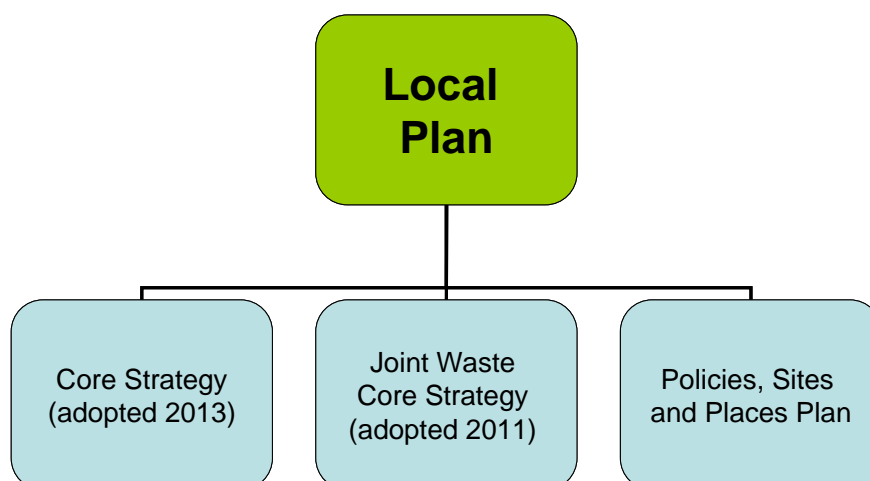 Local
Plan
Core Strategy
(adopted 2013)
Joint Waste
Core Strategy
(adopted 2011)
Policies, Sites
and Places Plan